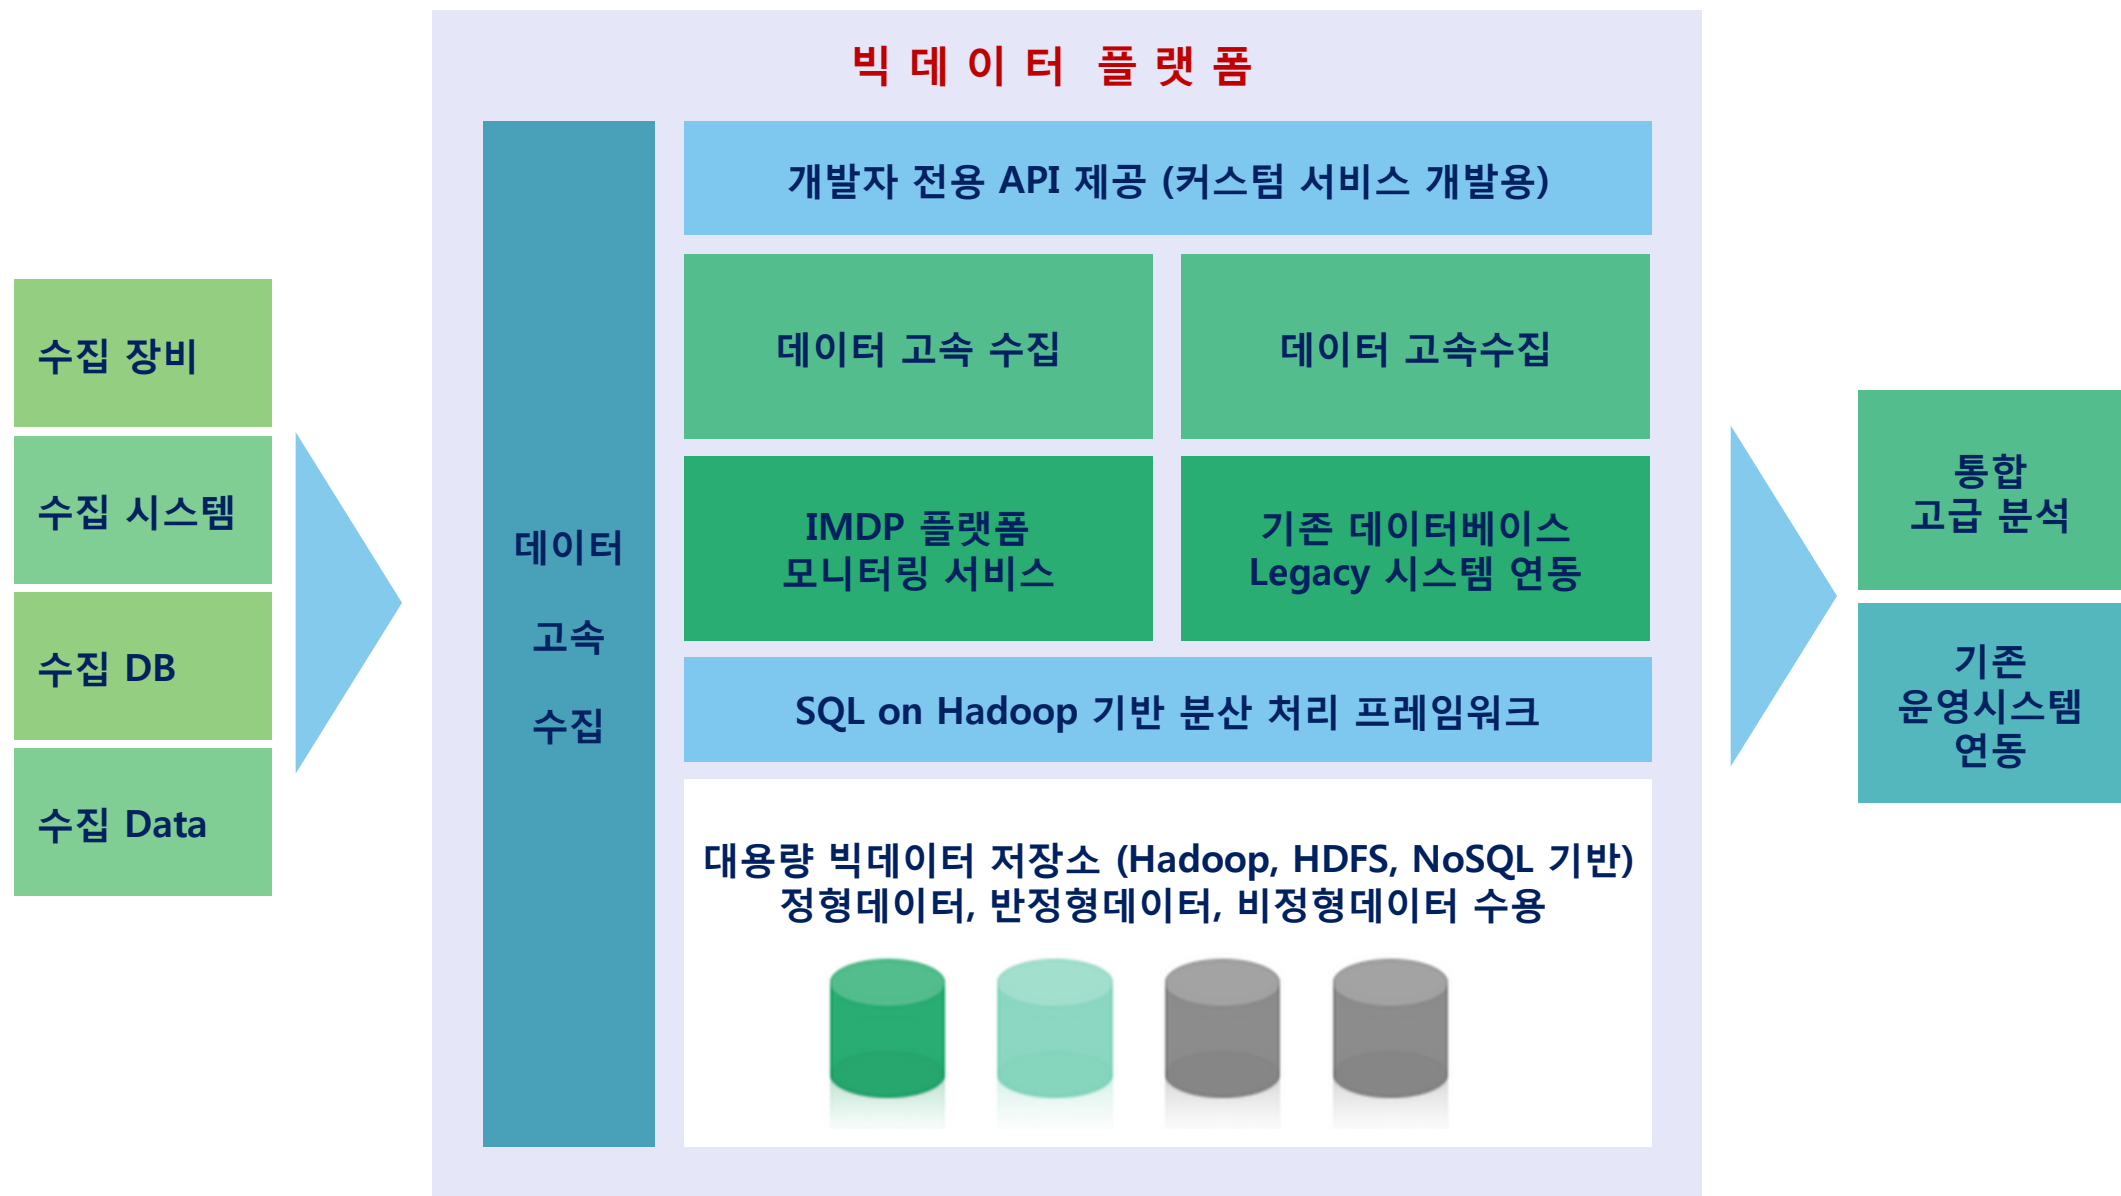 빅 데 이 터 플 랫 폼
수집 장비
수집 시스템
수집 DB
수집 Data
데이터
고속
수집
개발자 전용 API 제공 (커스텀 서비스 개발용)
데이터 고속 수집
데이터 고속수집
IMDP 플랫폼
모니터링 서비스
기존 데이터베이스
Legacy 시스템 연동
SQL on Hadoop 기반 분산 처리 프레임워크
대용량 빅데이터 저장소 (Hadoop, HDFS, NoSQL 기반)
정형데이터, 반정형데이터, 비정형데이터 수용
통합
고급 분석
기존
운영시스템
연동